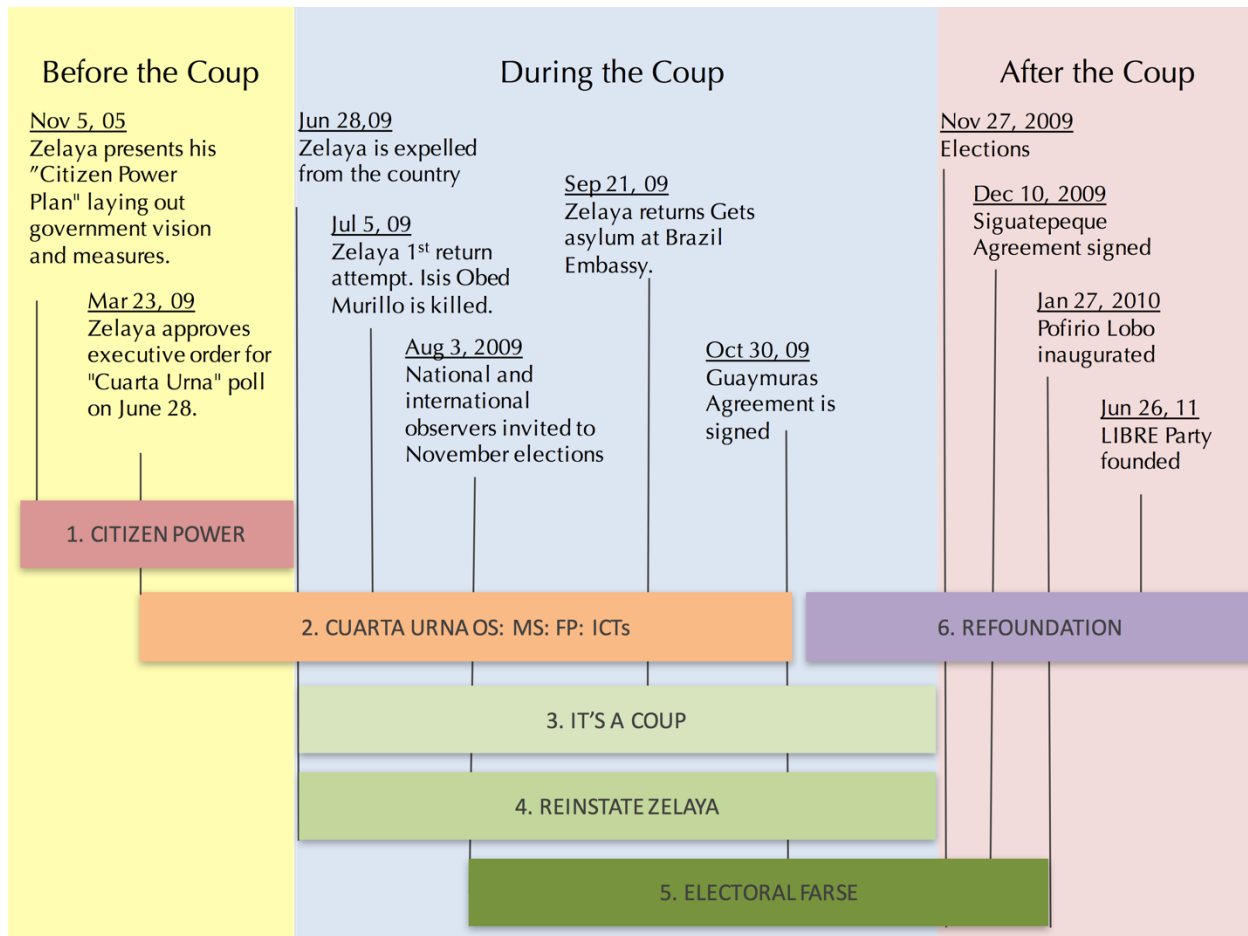 Before the Coup
Nov 5, 05
Zelaya presents his
"Citizen Power
Plan" laying out
government vision
and measures.
Mar 23, 09
Zelaya approves
executive order for
"Cuarta Urna" poll
on June 28.
During the Coup
Jun 28,09
Zelaya is expelled
from the country
Jul 5, 09
Zelaya 1st return
attempt. Isis Obed
Murillo is killed.
Aug 3, 2009
National and
international
observers invited to
November elections
Sep 21, 09
Zelaya returns Gets
asylum at Brazil
Embassy.
Oct 30, 09
Guaymuras
Agreement is
signed
After the Coup
Nov 27, 2009
Elections
Dec 10, 2009
Siguatepeque
Agreement signed
Jan 27, 2010
Pofirio Lobo
inaugurated
Jun 26, 11
LIBRE Party
founded
1. CITIZEN POWER
2. CUARTA URNA OS: MS: FP: ICTs
6. REFOUNDATION
3. IT'S A COUP
4. REINSTATE ZELAYA
5. ELECTORAL FARSE